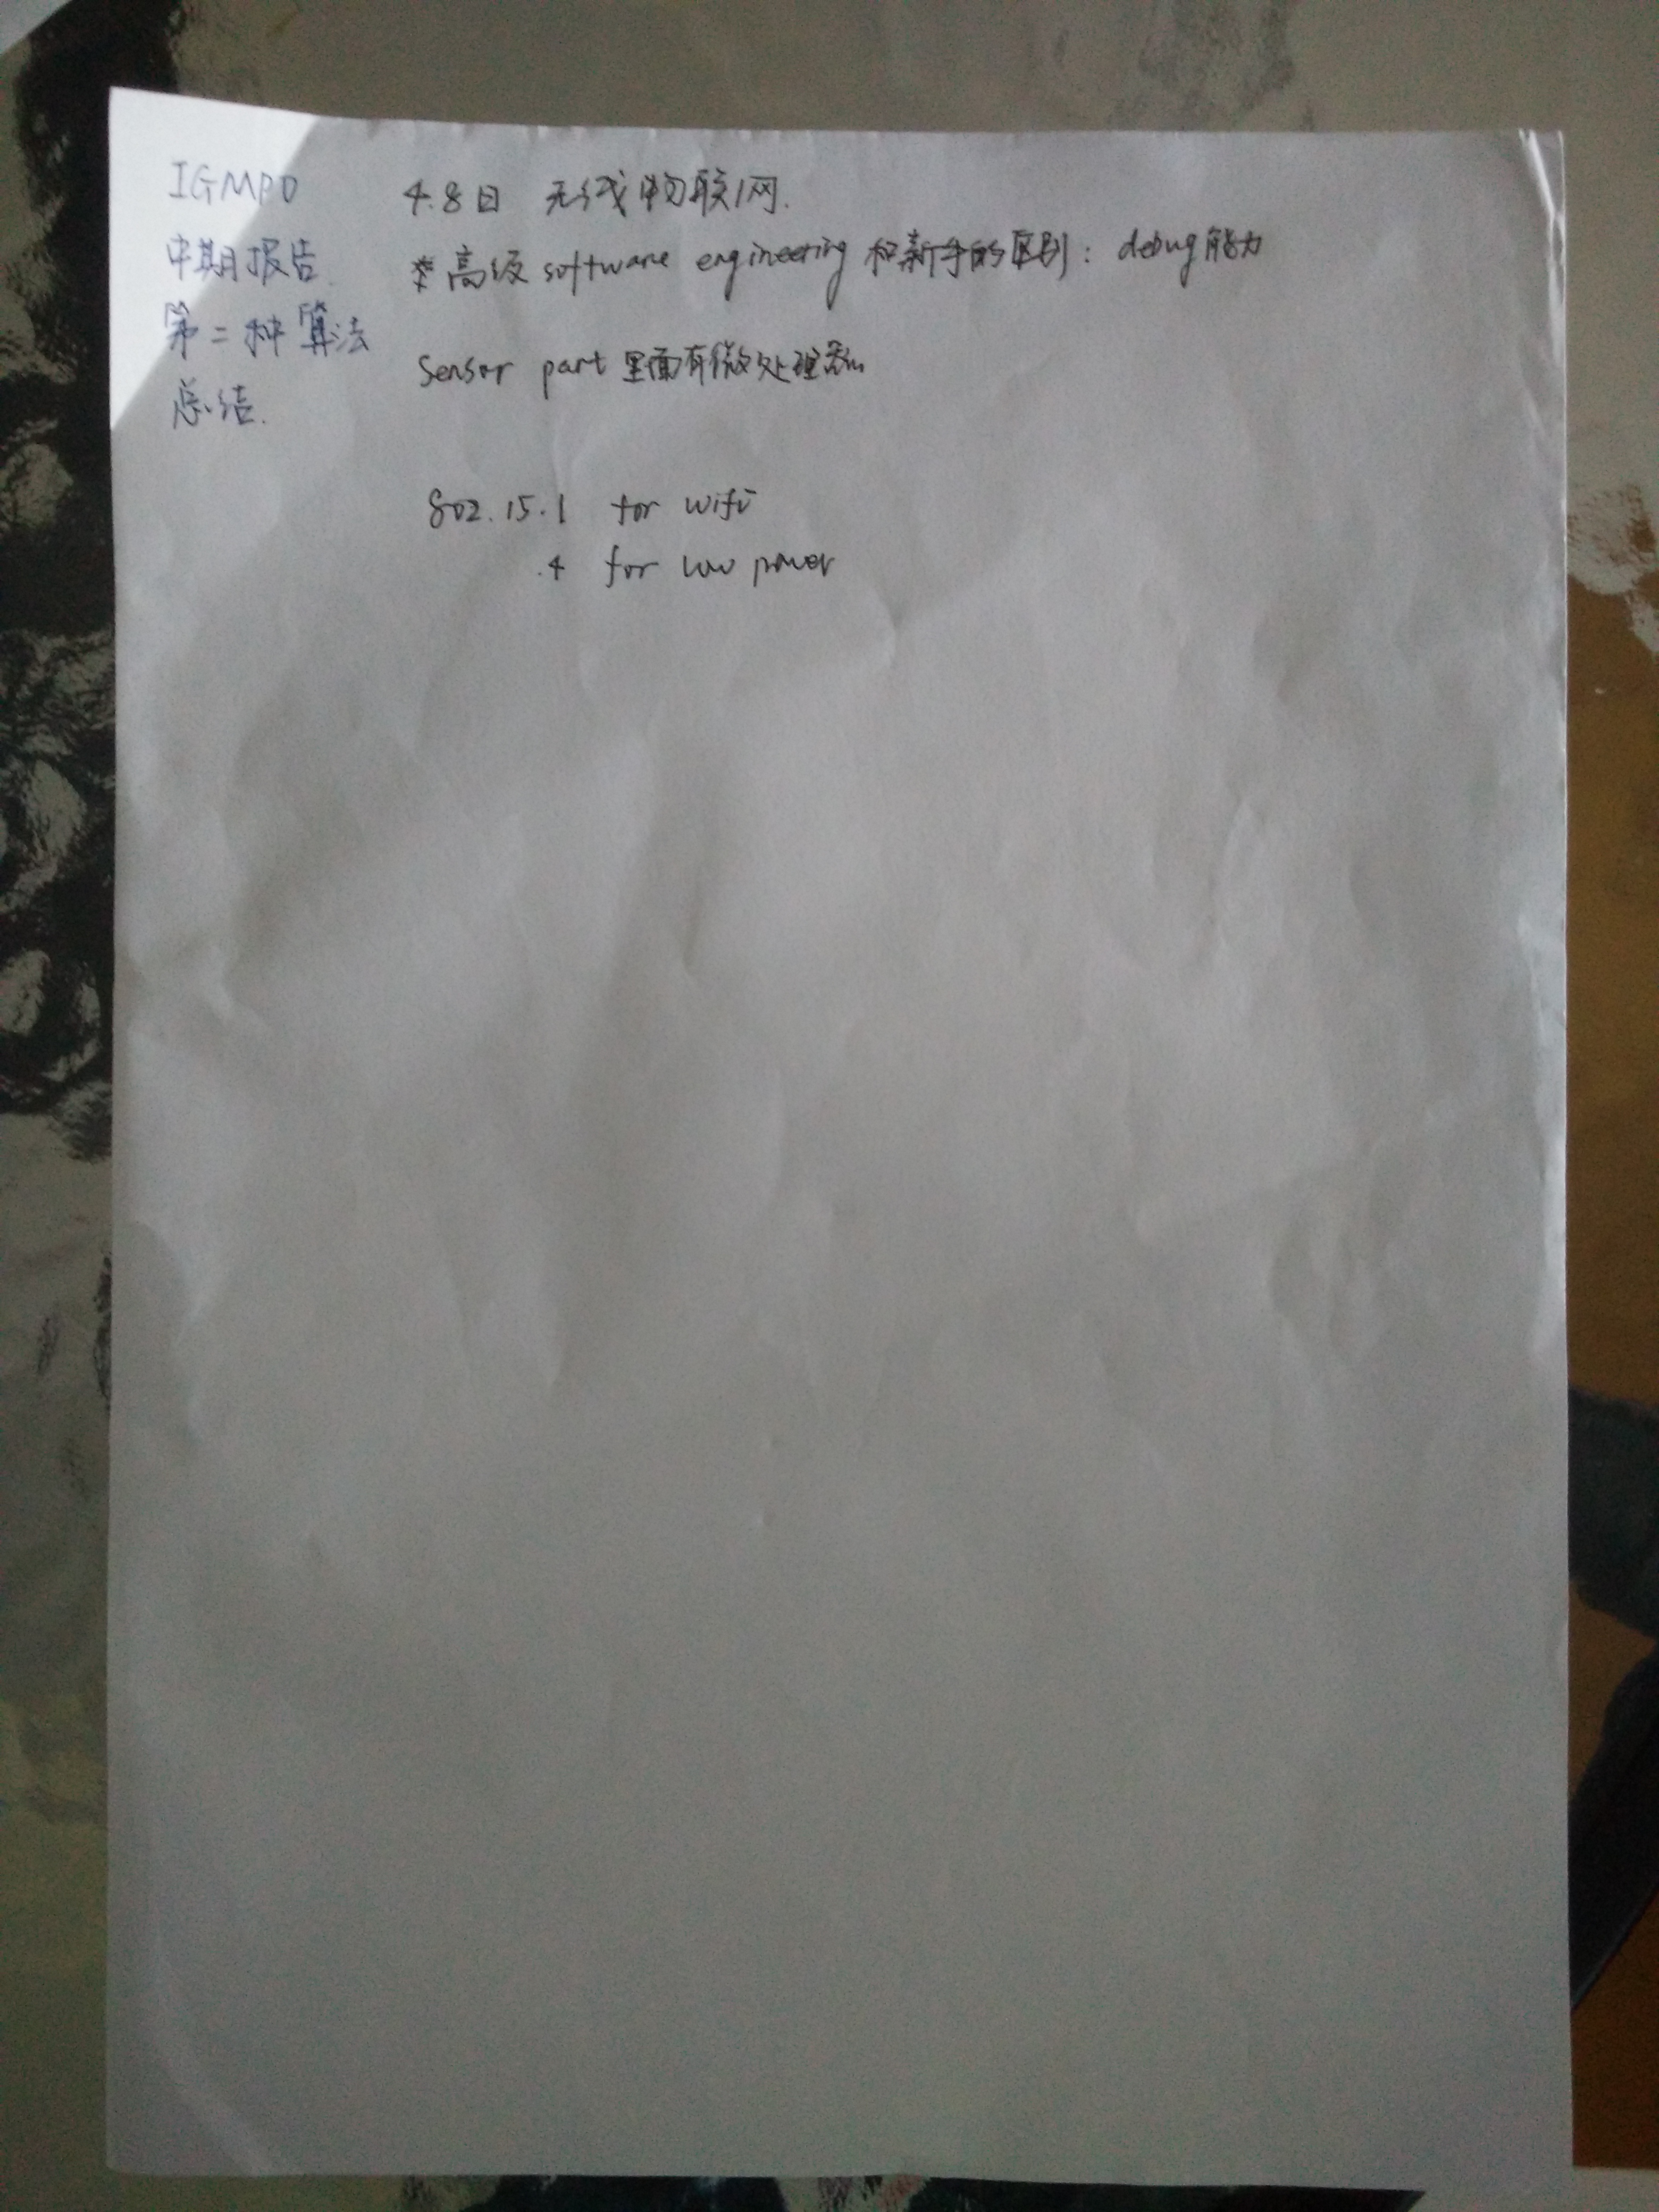 IGMPO
中期报告.
第二种算法
总结.
4.8日 无线物联网.
*高级 software engineering 和新手的区别: debug能力
Sensor part 里面有微处理器
802.15.1 for wifi
.4 for low power